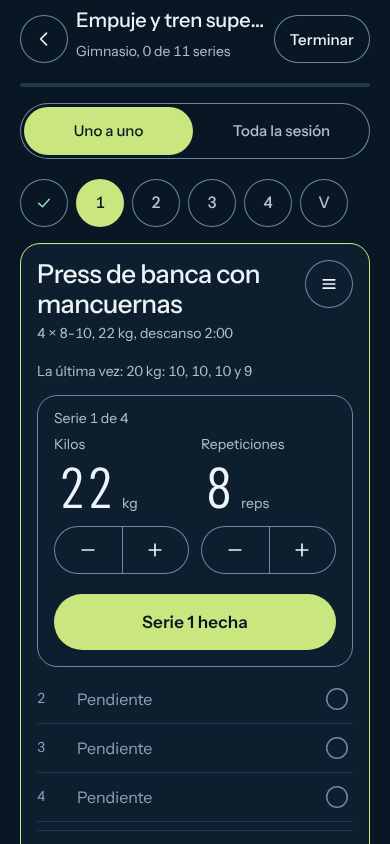 Empuje y tren supe...
Gimnasio, 0 de 11 series
Terminar
Uno a uno
Toda la sesión
1
2
3
4
V
Press de banca con
mancuernas
4 × 8-10, 22 kg, descanso 2:00
La última vez: 20 kg: 10, 10, 10 y 9
Serie 1 de 4
Kilos
Repeticiones
22 kg
8 reps
Serie 1 hecha
2 Pendiente
3 Pendiente
4 Pendiente